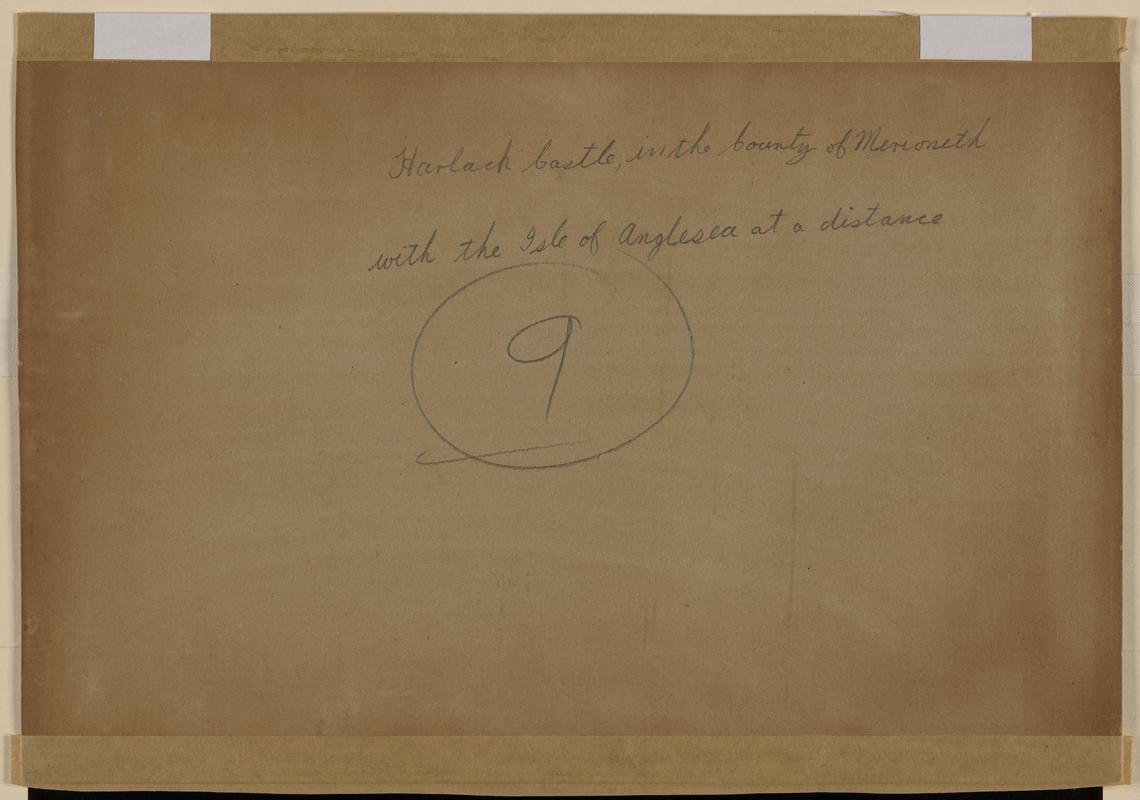 Harlach Castle, in the County of Merioneth
with the Isle of Anglesea at a distance
9